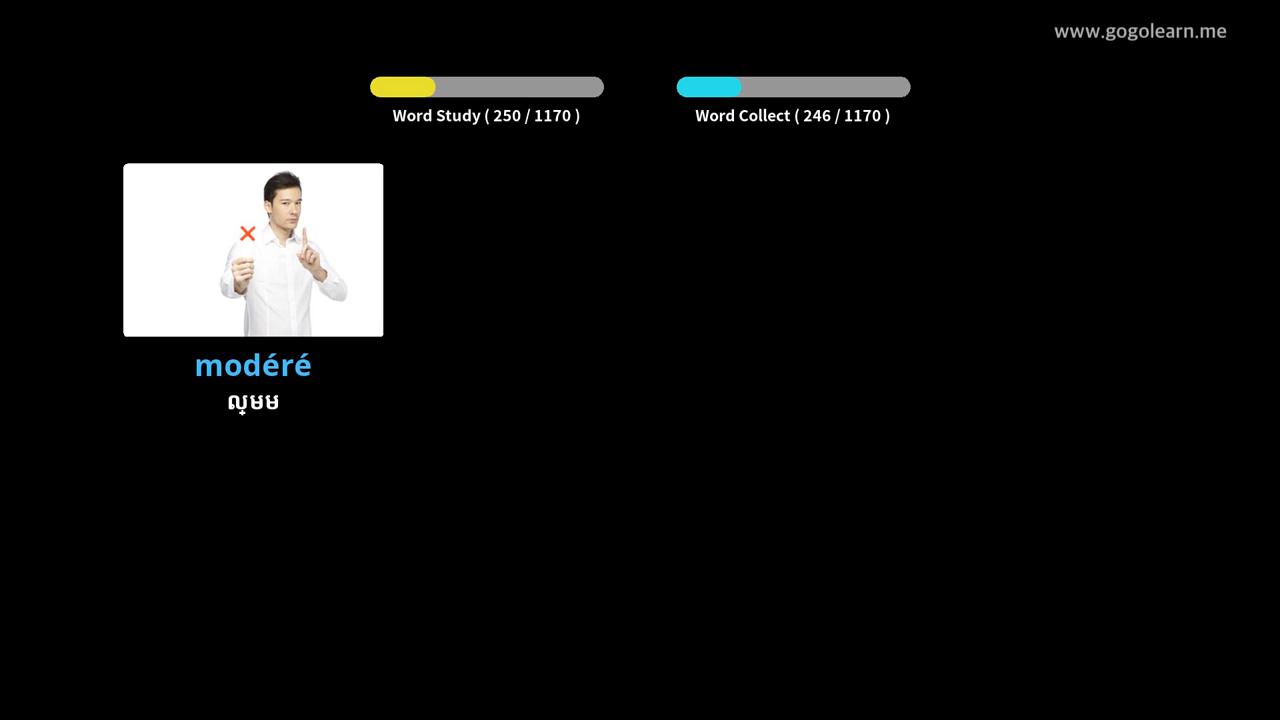 www.gogolearn.me
Word Study ( 250 / 1170 )
Word Collect ( 246 / 1170 )
modéré
ល្មម